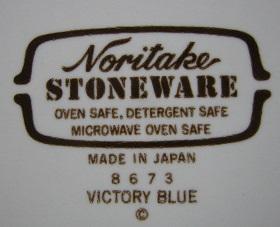 Noritake
STONEWARE
OVEN SAFE, DETERGENT SAFE
MICROWAVE OVEN SAFE
MADE IN JAPAN
8673
VICTORY BLUE
©